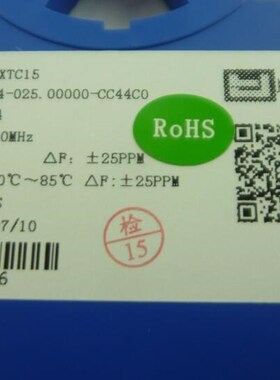 XTC15
4-025.00000-CC44C0
RoHS
0MHz
△F: ±25PPM
0℃～85℃ △F:±25PPM
7/10
检
15
6